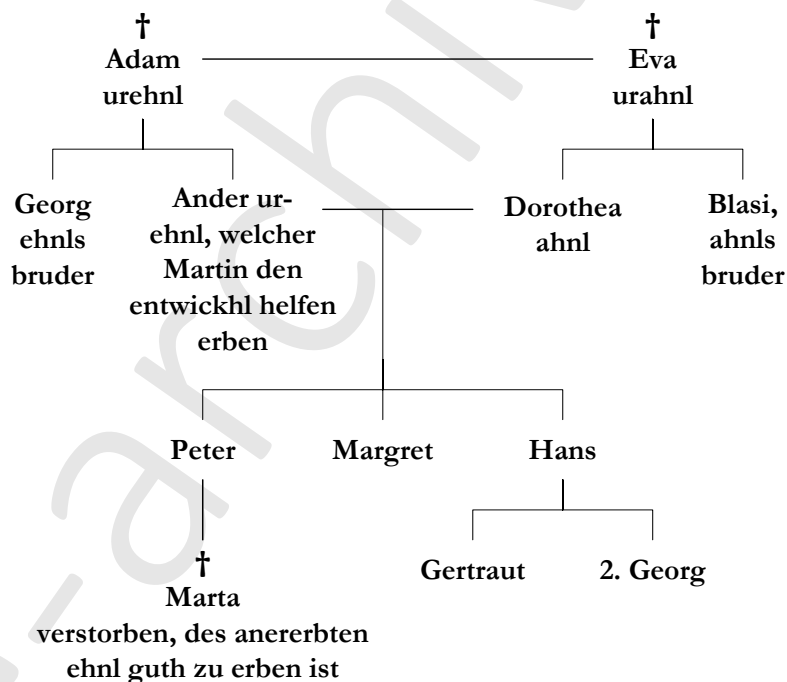 †
Adam
urehnl
†
Eva
urahnl
Georg
ehnls
bruder
Ander ur-
ehnl, welcher
Martin den
entwickhl helfen
erben
Dorothea
ahnl
Blasi,
ahnls
bruder
Peter
Margret
Hans
†
Marta
verstorben, des anererbten
ehnl guth zu erben ist
Gertraut
2. Georg